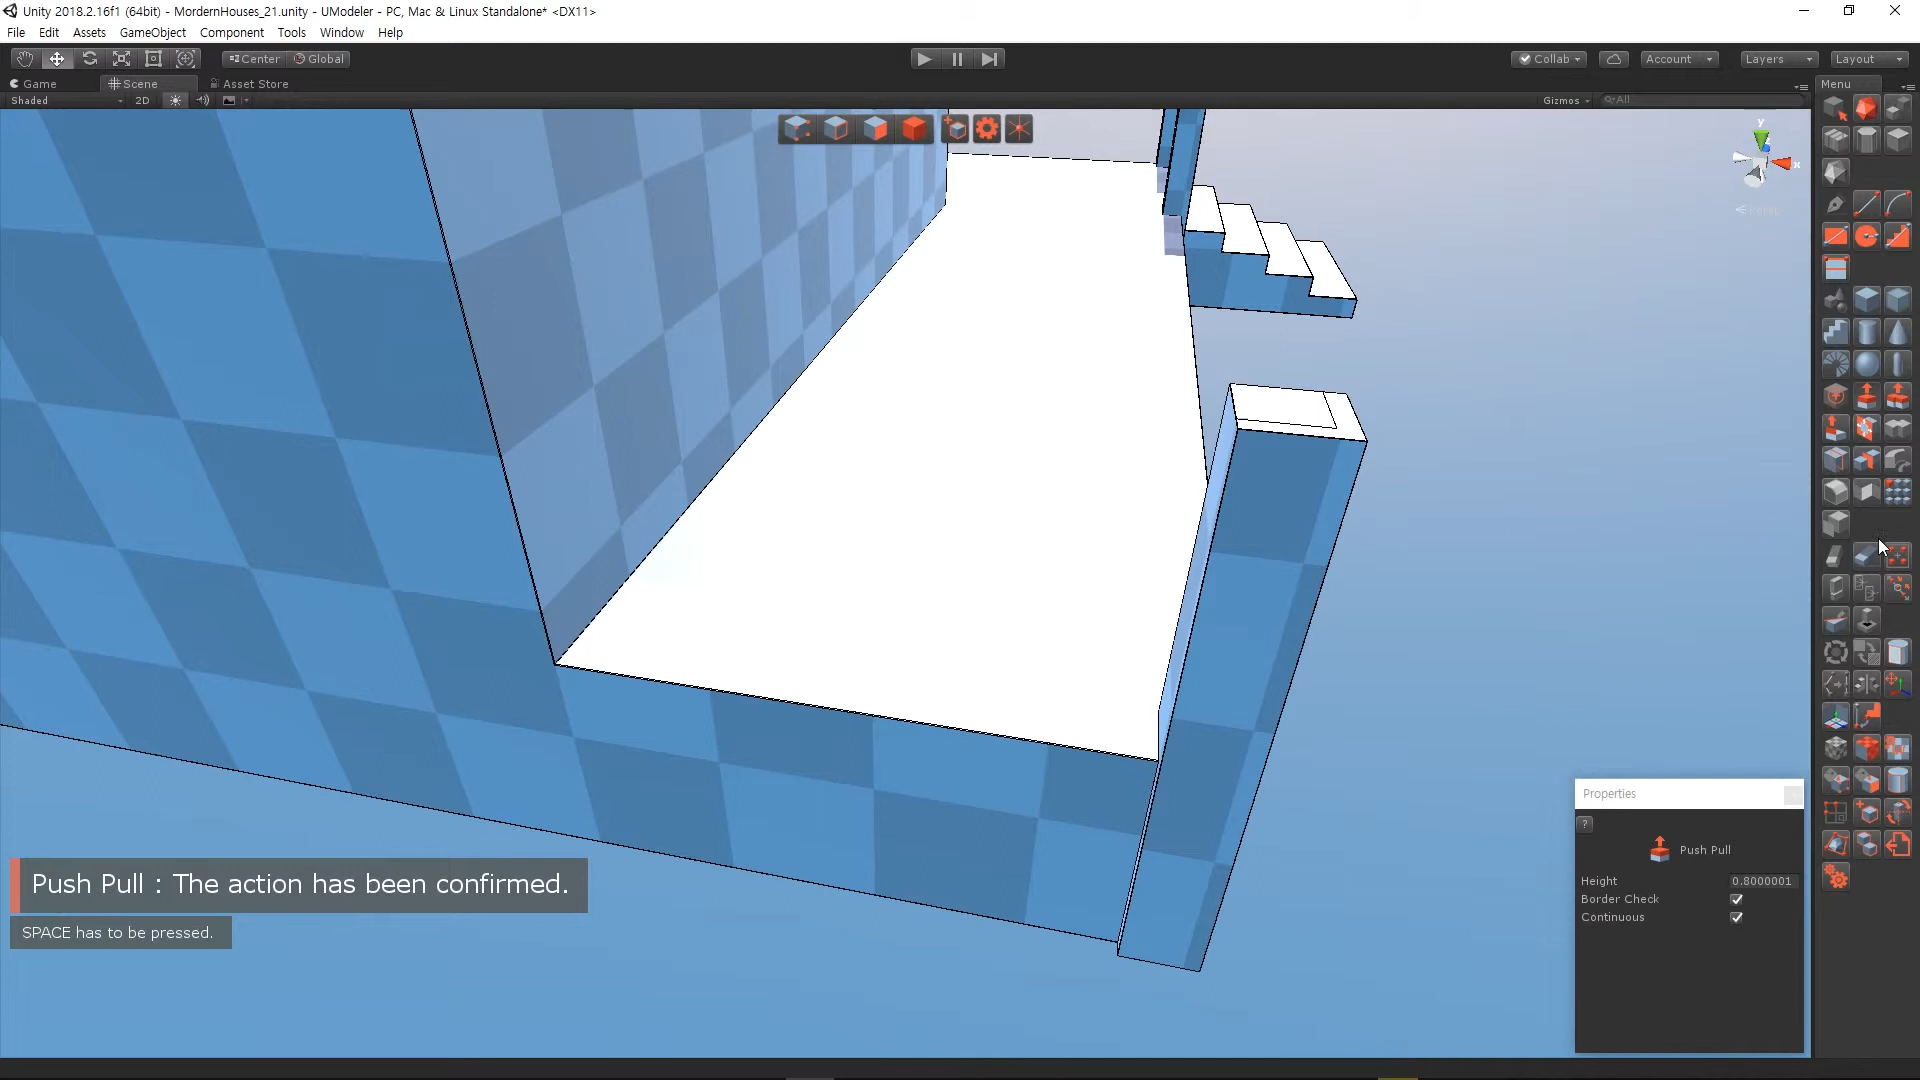 Unity 2018.2.16f1 (64bit) - MordernHouses_21.unity - UModeler - PC, Mac & Linux Standalone* <DX11>
File Edit Assets GameObject Component Tools Window Help
Center Global Collab Account Layers Layout
Game Scene Asset Store Menu
Shaded 2D Gizmos All
y
x
Persp
Push Pull : The action has been confirmed.
SPACE has to be pressed.
Properties
?
Push Pull
Height 0.8000001
Border Check
Continuous